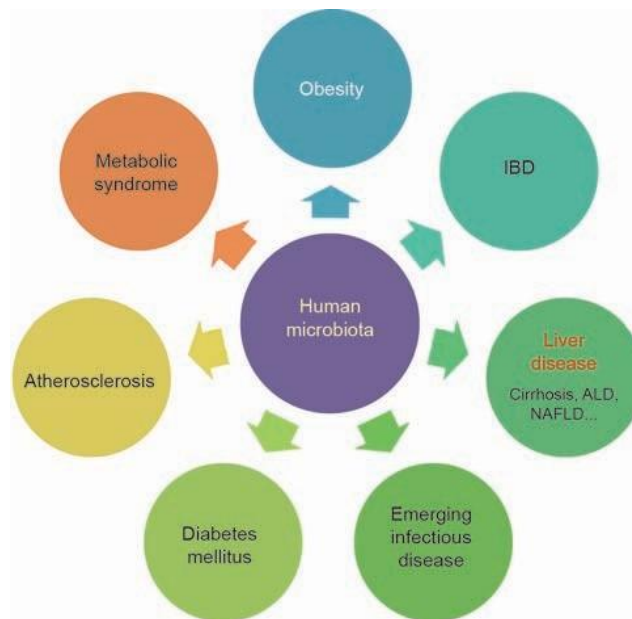 Obesity
IBD
Liver
disease
Cirrhosis, ALD,
NAFLD...
Emerging
infectious
disease
Diabetes
mellitus
Atherosclerosis
Metabolic
syndrome
Human
microbiota